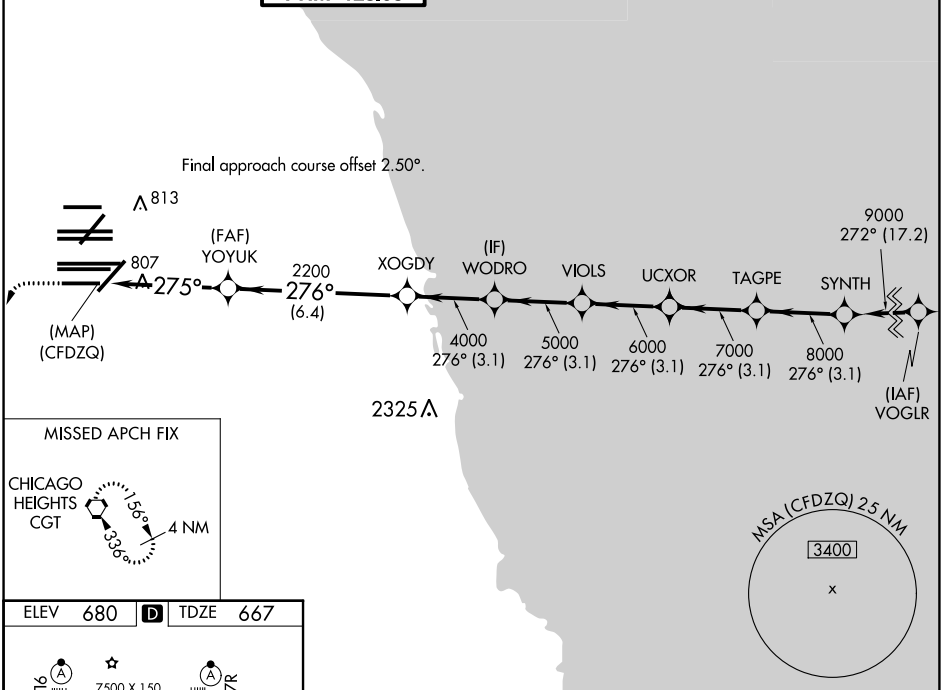 Final approach course offset 2.50°.
813
807
275°
(FAF)
YOYUK
2200
276°
(6.4)
XOGDY
(IF)
WODRO
VIOLS
UCXOR
TAGPE
SYNTH
9000
272° (17.2)
4000
276° (3.1)
5000
276° (3.1)
6000
276° (3.1)
7000
276° (3.1)
8000
276° (3.1)
(IAF)
VOGLR
(MAP)
(CFDZQ)
2325
MISSED APCH FIX
CHICAGO
HEIGHTS
CGT
156°
336°
4 NM
MSA (CFDZQ) 25 NM
3400
x
ELEV 680 D TDZE 667
A
7500 X 150
A